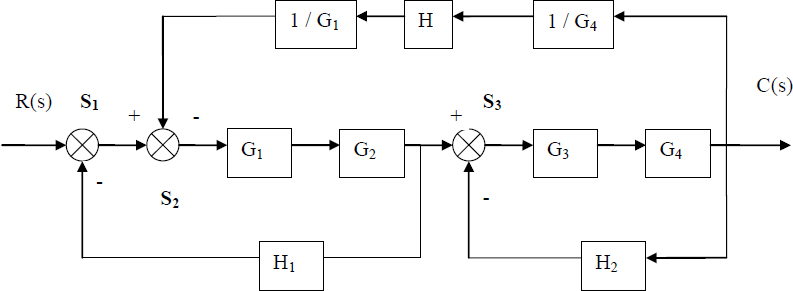 1 / G₁ H 1 / G₄
R(s) S₁ S₃ C(s)
+ - +
G₁ G₂ G₃ G₄
- S₂ -
H₁ H₂